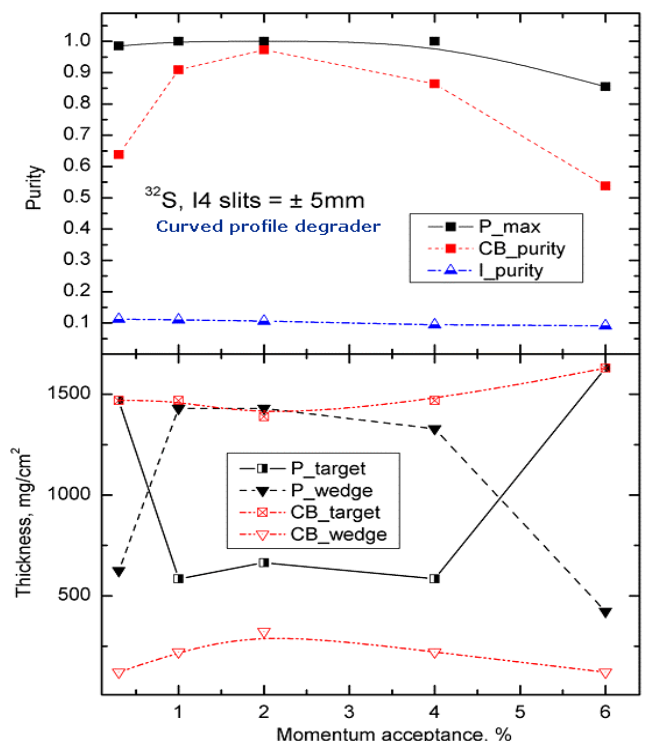 1.0
0.9
0.8
0.7
0.6
0.5
0.4
0.3
0.2
0.1
Purity
³²S, I4 slits = ± 5mm
Curved profile degrader
P_max
CB_purity
I_purity
1500
1000
500
Thickness, mg/cm²
P_target
P_wedge
CB_target
CB_wedge
1 2 3 4 5 6
Momentum acceptance, %